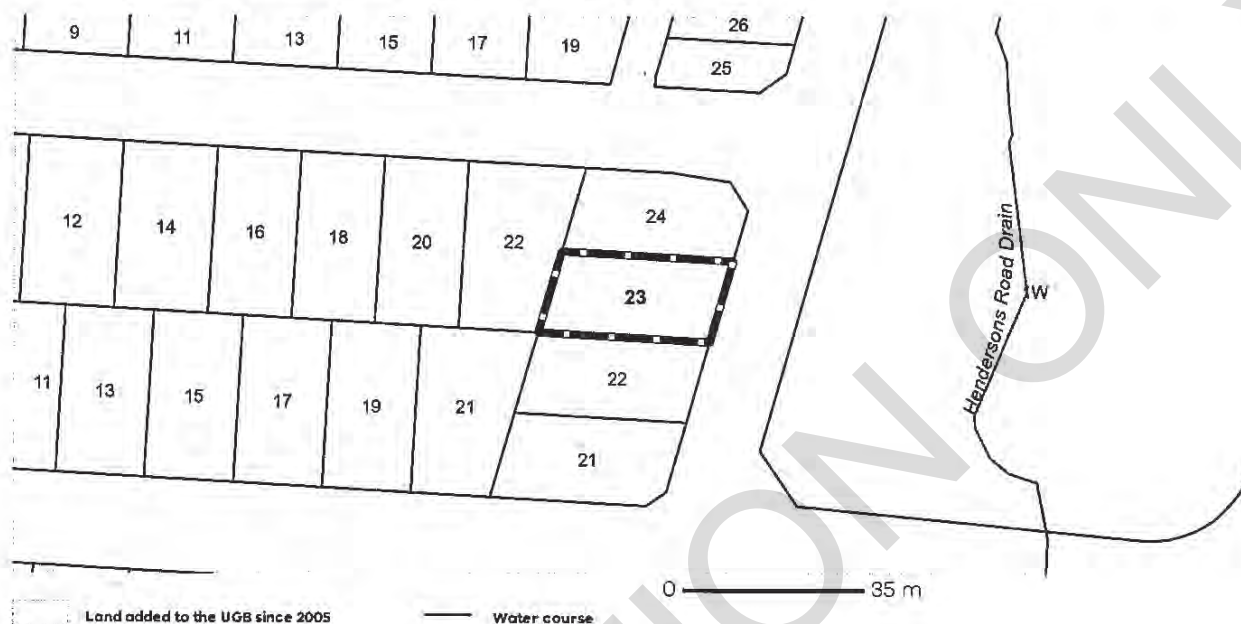 9 11 13 15 17 19 26
25
12 14 16 18 20 22 24
23
Hendersons Road Drain
W
11 13 15 17 19 21 22
21
0 35 m
Land added to the UGB since 2005 Water course
ION ONL